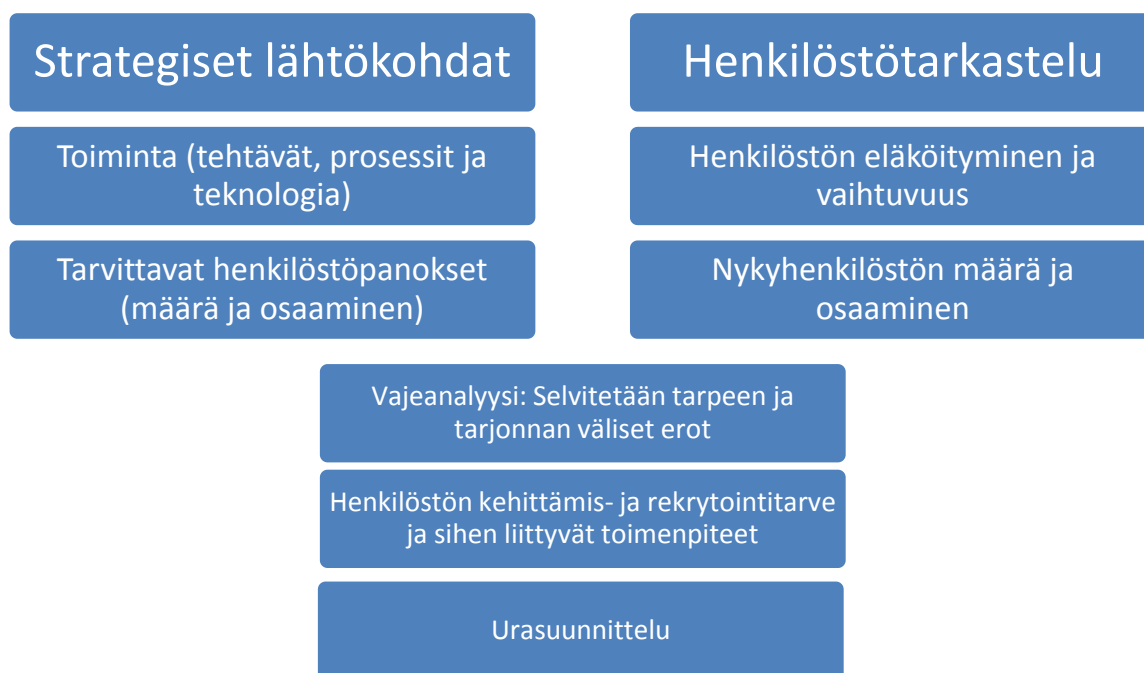 Strategiset lähtökohdat
Toiminta (tehtävät, prosessit ja
teknologia)
Tarvittavat henkilöstöpanokset
(määrä ja osaaminen)
Henkilöstötarkastelu
Henkilöstön eläköityminen ja
vaihtuvuus
Nykyhenkilöstön määrä ja
osaaminen
Vajeanalyysi: Selvitetään tarpeen ja
tarjonnan väliset erot
Henkilöstön kehittämis- ja rekrytointitarve
ja sihen liittyvät toimenpiteet
Urasuunnittelu